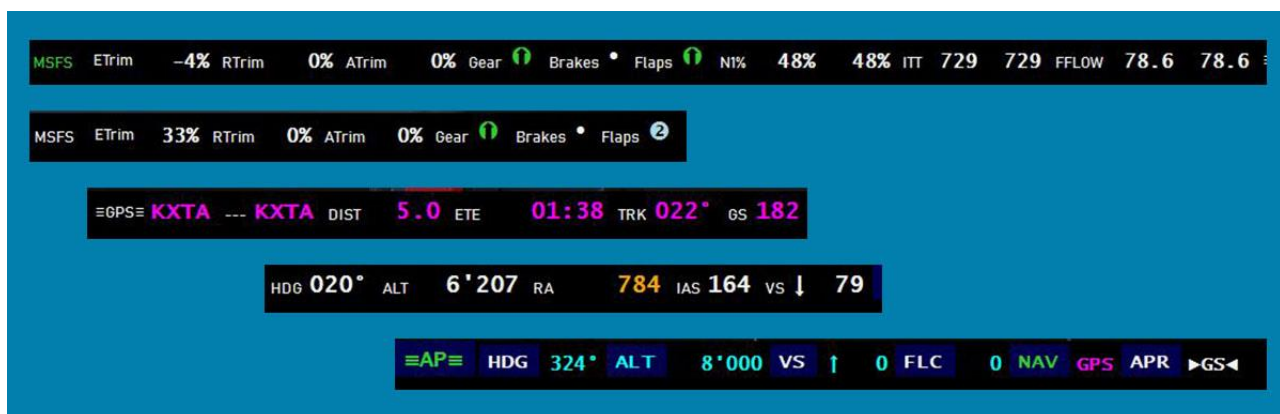 MSFS ETrim -4% RTrim 0% ATrim 0% Gear Brakes Flaps N1% 48% 48% ITT 729 729 FFLOW 78.6 78.6
MSFS ETrim 33% RTrim 0% ATrim 0% Gear Brakes Flaps 2
≡GPS≡ KXTA --- KXTA DIST 5.0 ETE 01:38 TRK 022° GS 182
HDG 020° ALT 6'207 RA 784 IAS 164 VS ↓ 79
≡AP≡ HDG 324° ALT 8'000 VS ↑ 0 FLC 0 NAV GPS APR ▶GS◀